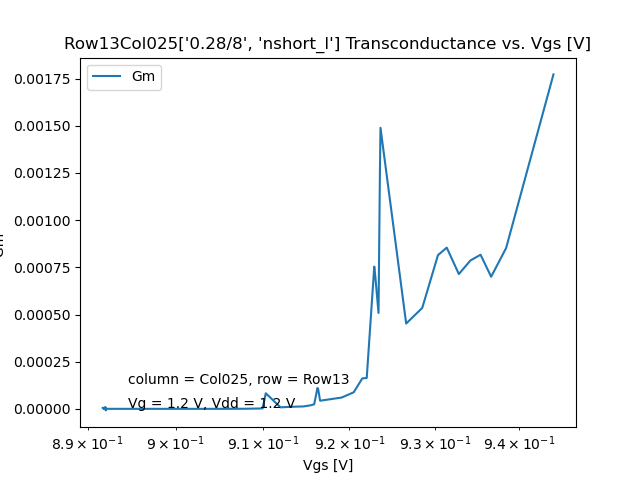 Row13Col025['0.28/8', 'nshort_l'] Transconductance vs. Vgs [V]
Gm
0.00175
0.00150
0.00125
0.00100
0.00075
0.00050
0.00025
0.00000
column = Col025, row = Row13
Vg = 1.2 V, Vdd = 1.2 V
8.9 × 10⁻¹ 9 × 10⁻¹ 9.1 × 10⁻¹ 9.2 × 10⁻¹ 9.3 × 10⁻¹ 9.4 × 10⁻¹
Vgs [V]